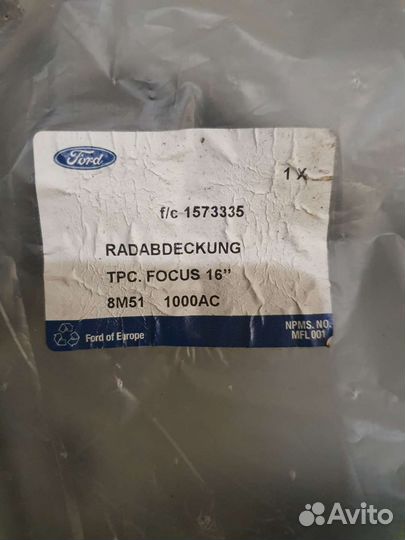 Ford
1 X
f/c 1573335
RADABDECKUNG
TPC. FOCUS 16"
8M51 1000AC
Ford of Europe
NPMS. NO.
MFL 001
Avito